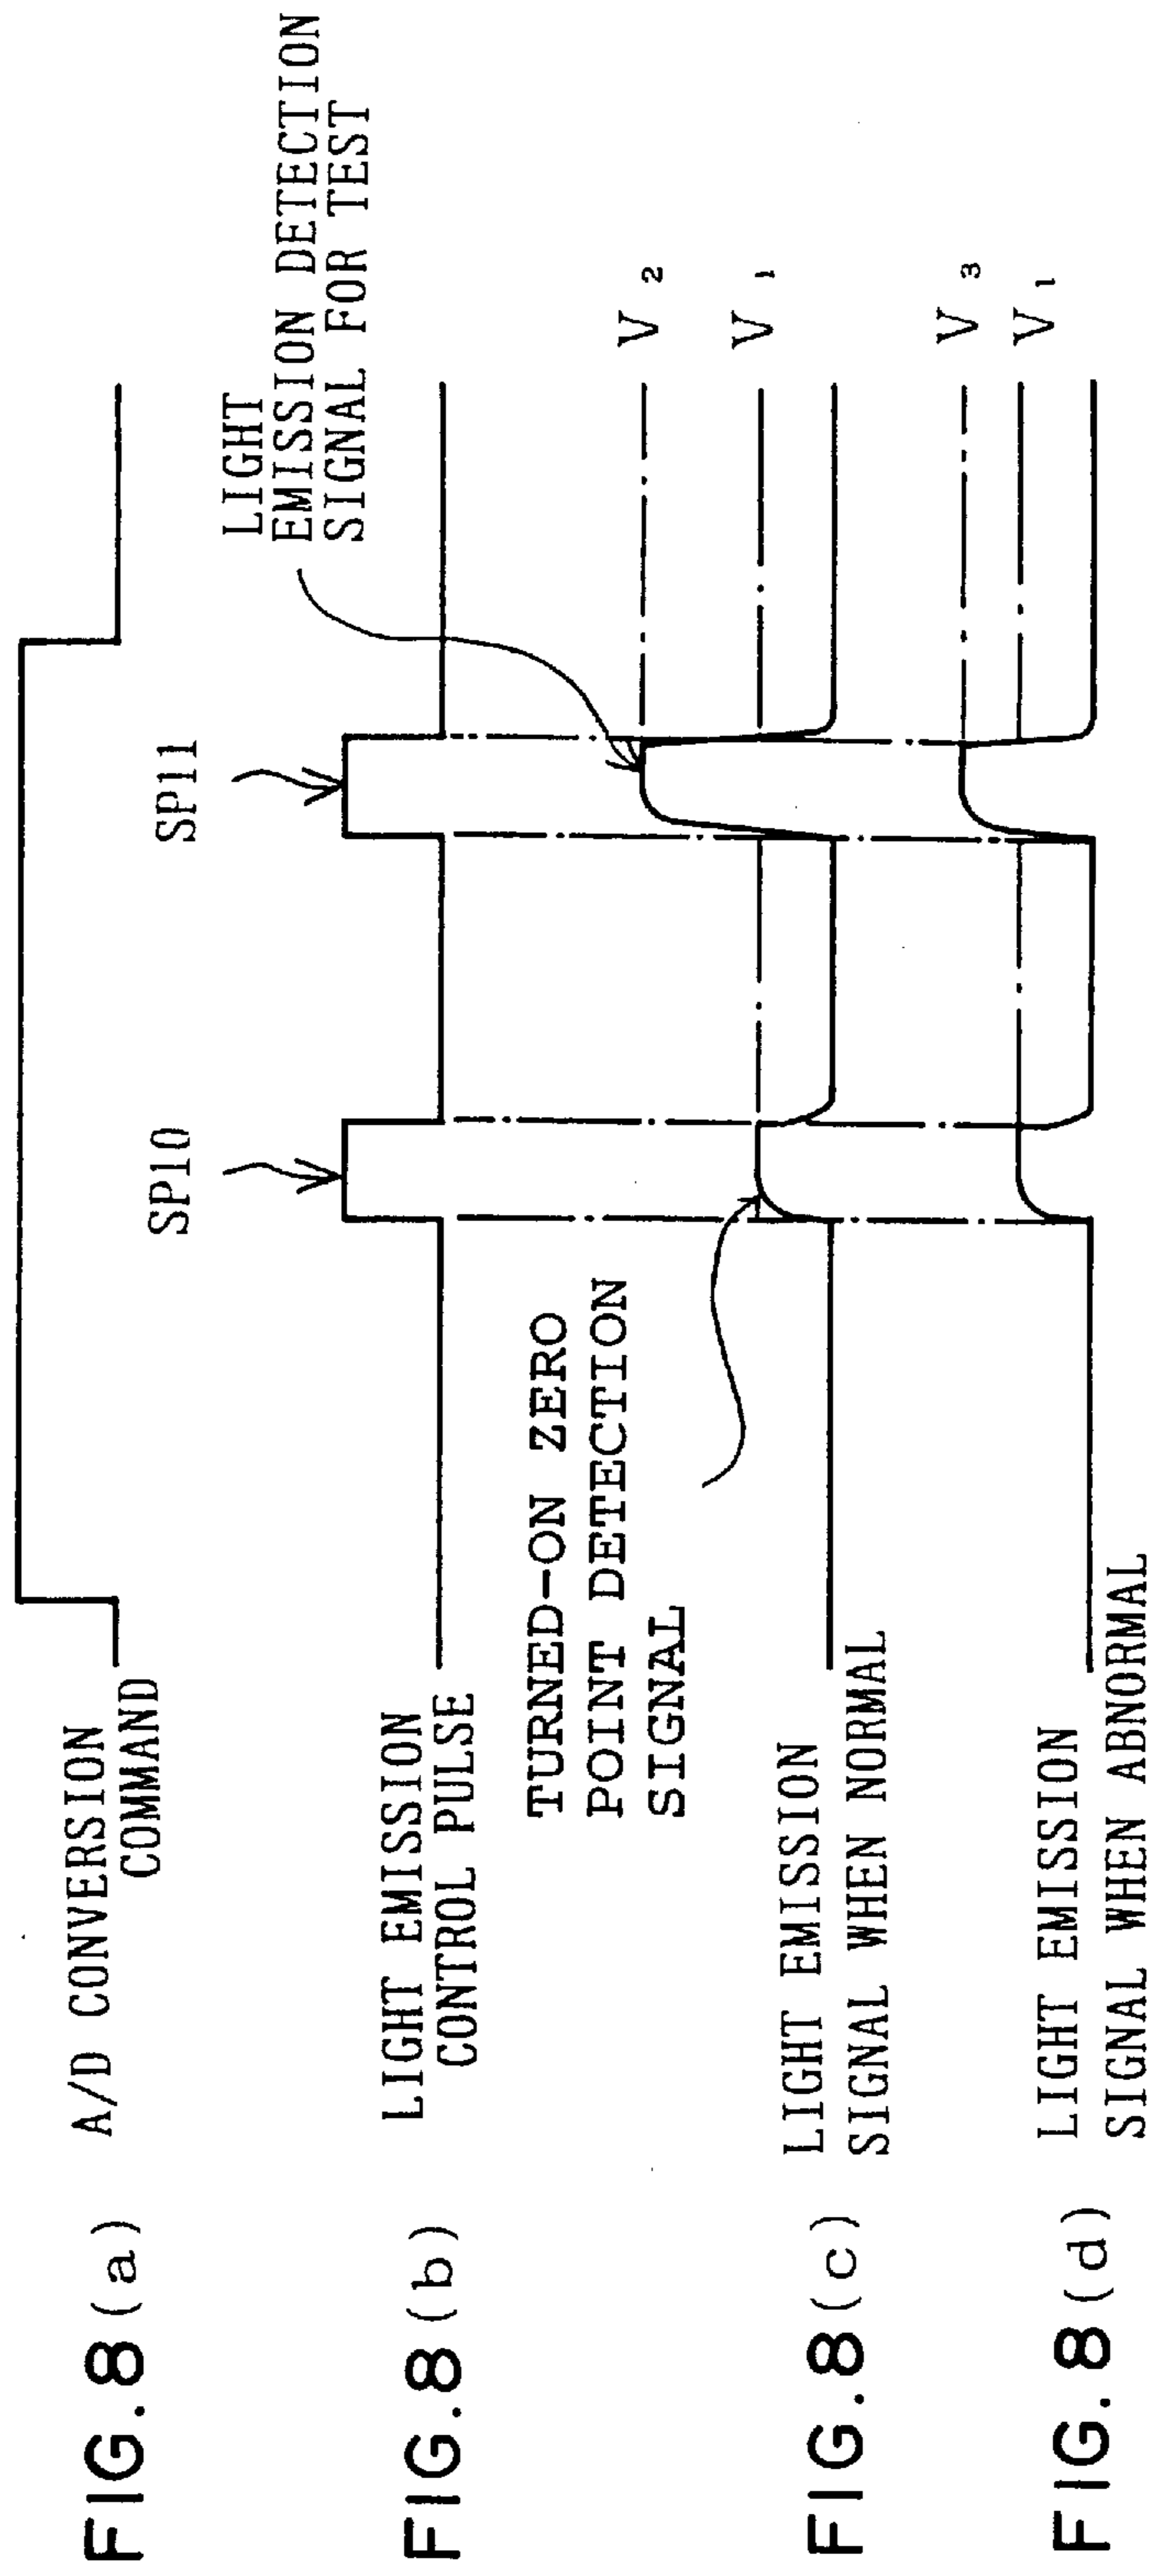 FIG.8(a)
A/D CONVERSION
COMMAND
SP10
SP11
LIGHT
EMISSION DETECTION
SIGNAL FOR TEST
FIG.8(b)
LIGHT EMISSION
CONTROL PULSE
TURNED-ON ZERO
POINT DETECTION
SIGNAL
V2
V1
FIG.8(c)
LIGHT EMISSION
SIGNAL WHEN NORMAL
V3
V1
FIG.8(d)
LIGHT EMISSION
SIGNAL WHEN ABNORMAL